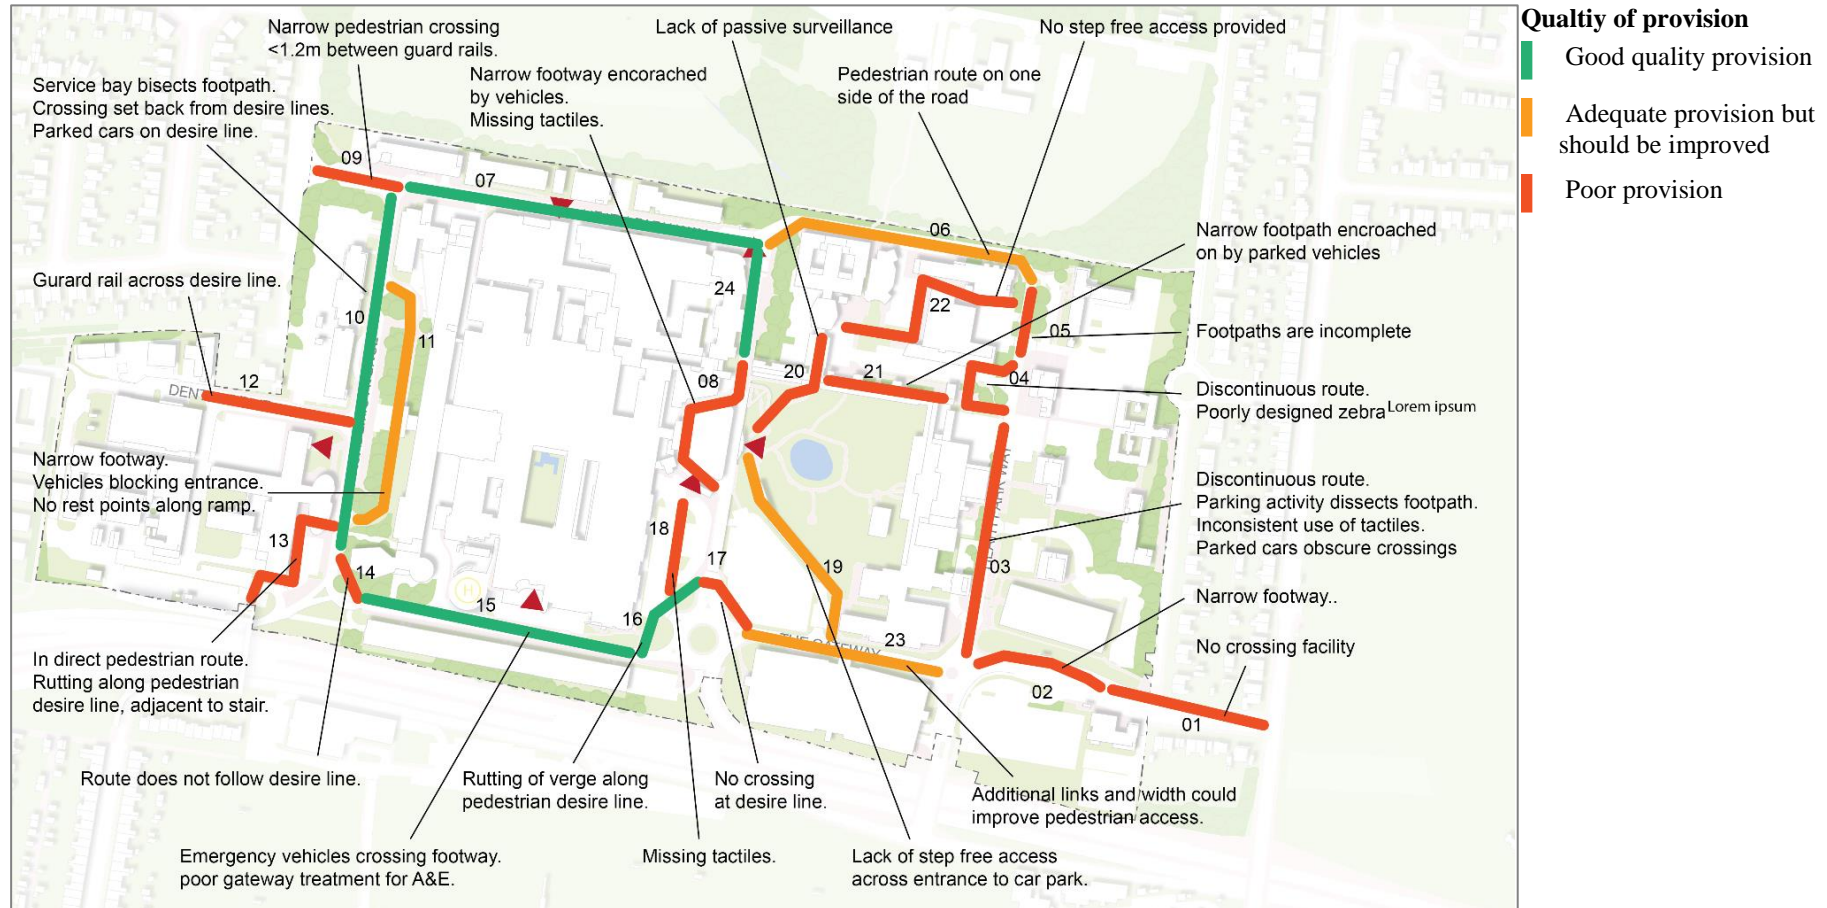 Narrow pedestrian crossing
<1.2m between guard rails.
Lack of passive surveillance
No step free access provided
Qualtiy of provision
Good quality provision
Adequate provision but
should be improved
Poor provision
Service bay bisects footpath.
Crossing set back from desire lines.
Parked cars on desire line.
Narrow footway encorached
by vehicles.
Missing tactiles.
Pedestrian route on one
side of the road
09
07
06
Narrow footpath encroached
on by parked vehicles
Gurard rail across desire line.
24
22
10
11
05
Footpaths are incomplete
12
08
20
21
04
DENT
Discontinuous route.
Poorly designed zebra Lorem ipsum
Narrow footway.
Vehicles blocking entrance.
No rest points along ramp.
Discontinuous route.
Parking activity dissects footpath.
Inconsistent use of tactiles.
Parked cars obscure crossings
13
18
17
14
19
03
H
15
16
23
THE GATEWAY
Narrow footway..
No crossing facility
02
01
In direct pedestrian route.
Rutting along pedestrian
desire line, adjacent to stair.
Route does not follow desire line.
Rutting of verge along
pedestrian desire line.
No crossing
at desire line.
Additional links and width could
improve pedestrian access.
Emergency vehicles crossing footway.
poor gateway treatment for A&E.
Missing tactiles.
Lack of step free access
across entrance to car park.